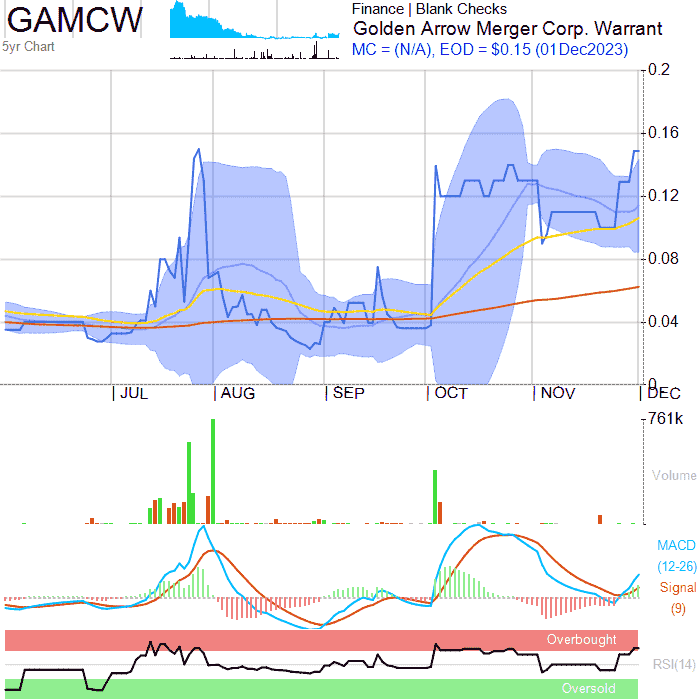 GAMCW
5yr Chart
Finance | Blank Checks
Golden Arrow Merger Corp. Warrant
MC = (N/A), EOD = $0.15 (01Dec2023)
0.2
0.16
0.12
0.08
0.04
0
JUL AUG SEP OCT NOV DEC
761k
Volume
MACD
(12-26)
Signal
(9)
Overbought
RSI(14)
Oversold